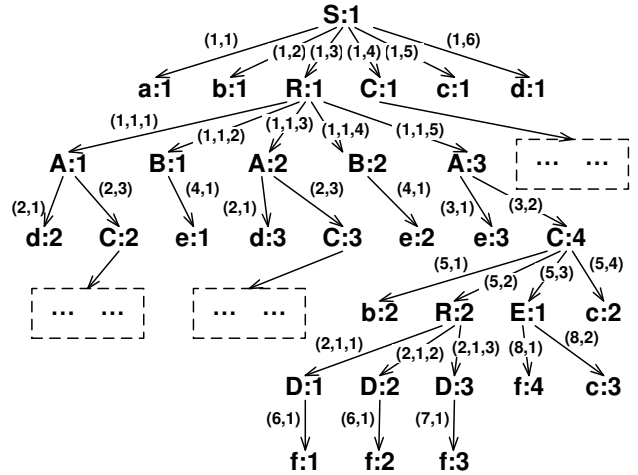 S:1
(1,1) (1,2) (1,3) (1,4) (1,5) (1,6)
a:1 b:1 R:1 C:1 c:1 d:1
(1,1,1) (1,1,2) (1,1,3) (1,1,4) (1,1,5)
A:1 B:1 A:2 B:2 A:3 ... ...
(2,1) (2,3) (4,1) (2,1) (2,3) (4,1) (3,1) (3,2)
d:2 C:2 e:1 d:3 C:3 e:2 e:3 C:4
(5,1) (5,2) (5,3) (5,4)
... ... ... ... b:2 R:2 E:1 c:2
(2,1,1) (2,1,2) (2,1,3) (8,1) (8,2)
D:1 D:2 D:3 f:4 c:3
(6,1) (6,1) (7,1)
f:1 f:2 f:3